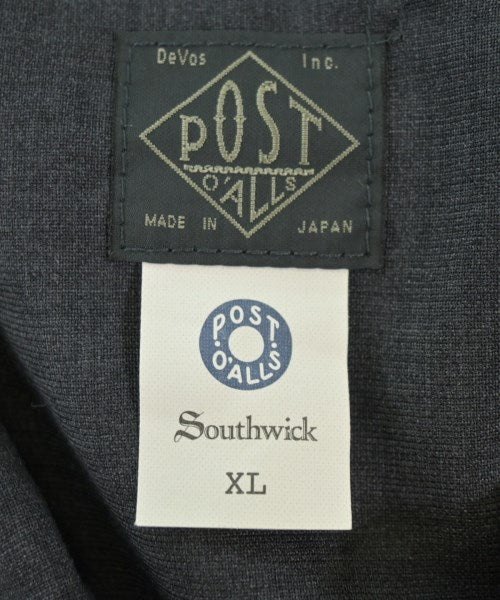 DeVos Inc.
POST
O'ALLS
MADE IN JAPAN
POST
O'ALLS
Southwick
XL